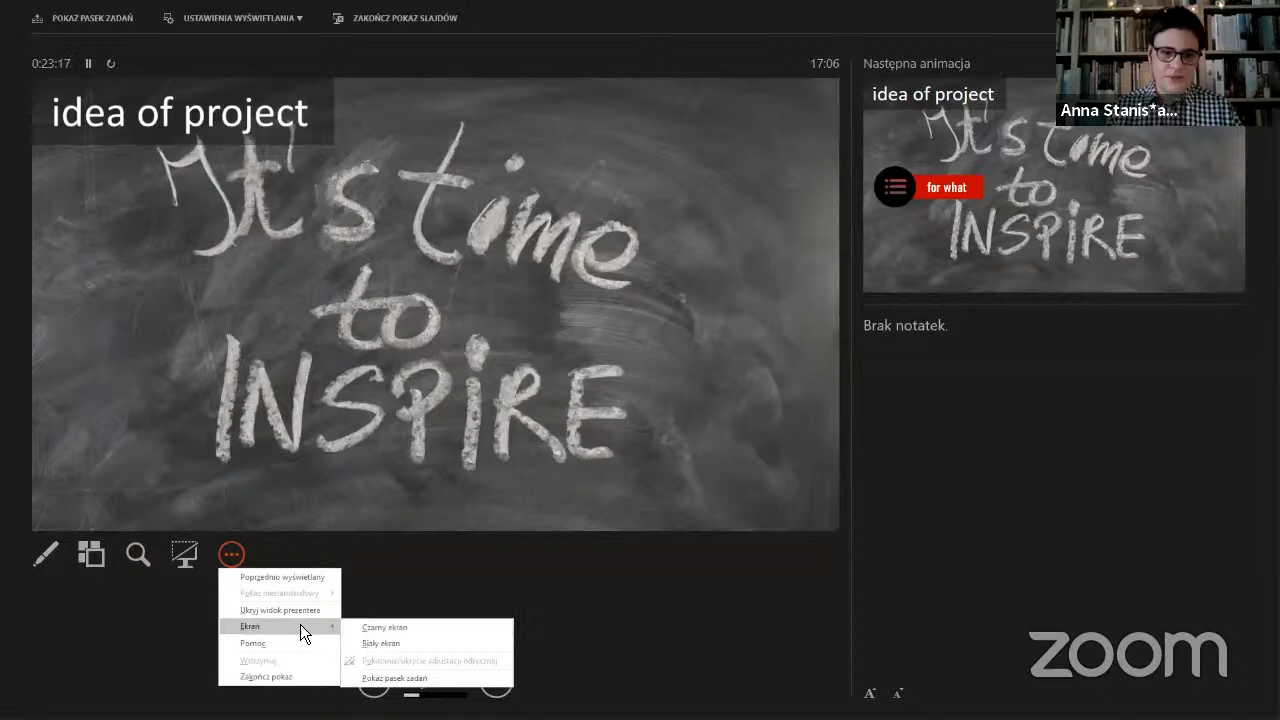 POKAŻ PASEK ZADAŃ
USTAWIENIA WYŚWIETLANIA ▾
ZAKOŃCZ POKAZ SLAJDÓW
0:23:17
17:06
idea of project
It's time
to
INSPIRE
Następna animacja
idea of project
It's time
to
INSPIRE
for what
Brak notatek.
Anna Stanis*a...
Poprzednio wyświetlany
Pokaz niestandardowy
Ukryj widok prezentera
Ekran
Pomoc
Wstrzymaj
Zakończ pokaz
Czarny ekran
Biały ekran
Pokazanie/ukrycie adnotacji odręcznej
Pokaż pasek zadań
A A
zoom